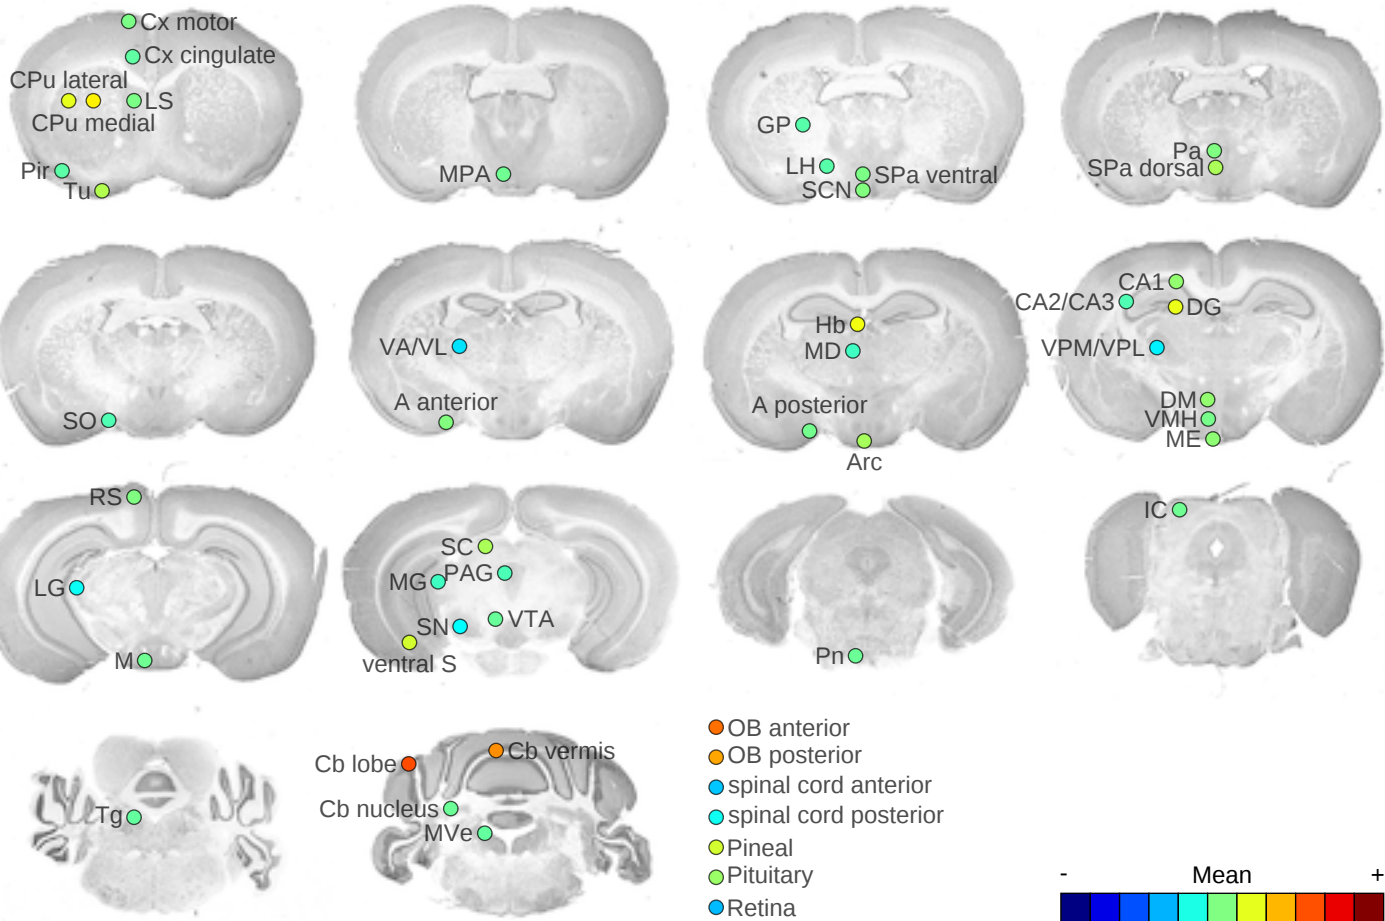 Cx motor
Cx cingulate
CPu lateral
LS
CPu medial
Pir
Tu
MPA
GP
LH
SPa ventral
SCN
Pa
SPa dorsal
SO
VA/VL
A anterior
Hb
MD
A posterior
Arc
CA1
CA2/CA3
DG
VPM/VPL
DM
VMH
ME
RS
LG
M
SC
MG
PAG
SN
VTA
ventral S
Pn
IC
Tg
Cb lobe
Cb vermis
Cb nucleus
MVe
OB anterior
OB posterior
spinal cord anterior
spinal cord posterior
Pineal
Pituitary
Retina
- Mean +